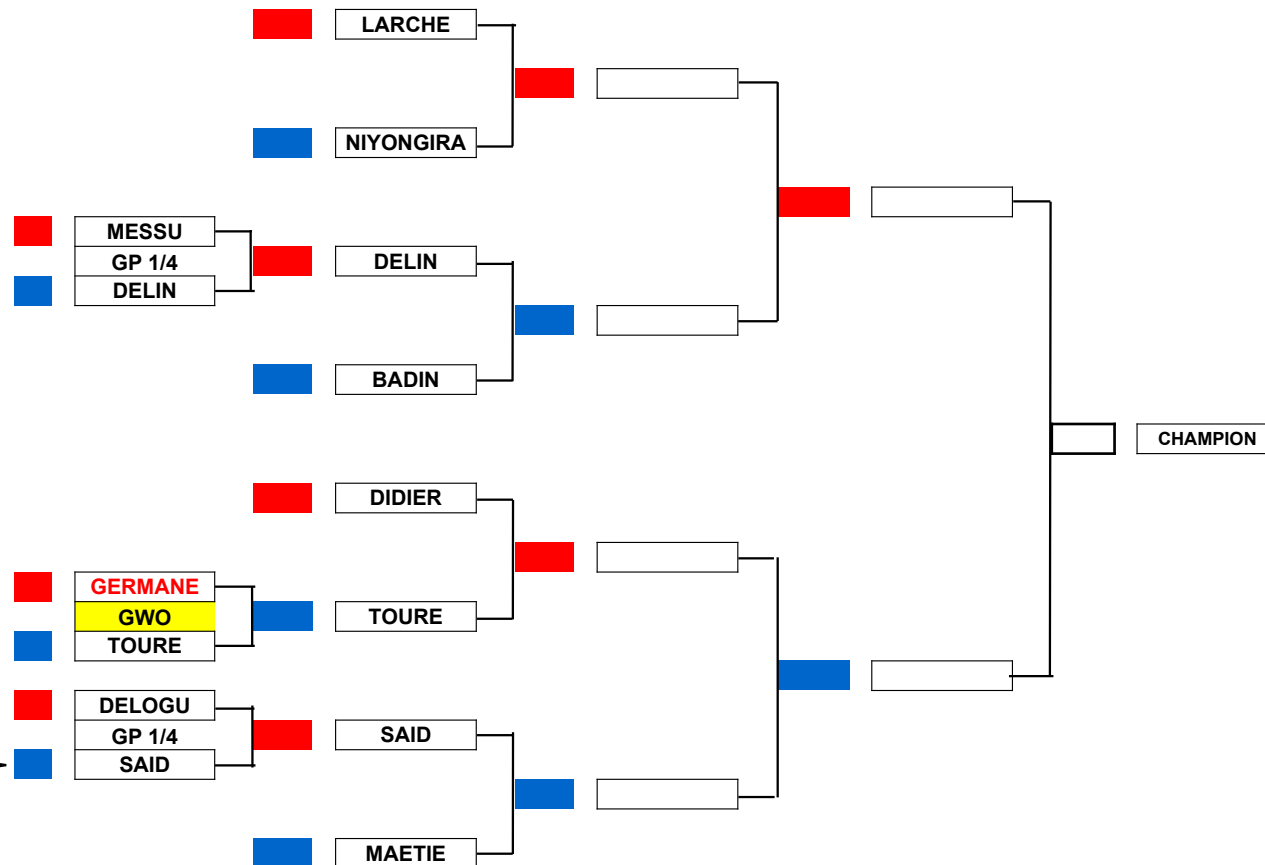 LARCHE
NIYONGIRA
MESSU
GP 1/4
DELIN
DELIN
BADIN
CHAMPION
DIDIER
GERMANE
GWO
TOURE
TOURE
DELOGU
GP 1/4
SAID
SAID
MAETIE